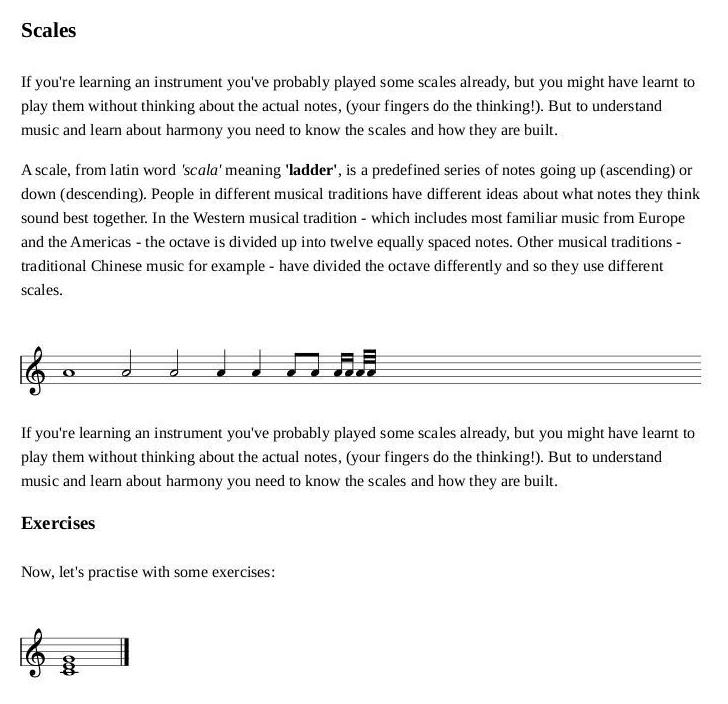 Scales
If you're learning an instrument you've probably played some scales already, but you might have learnt to
play them without thinking about the actual notes, (your fingers do the thinking!). But to understand
music and learn about harmony you need to know the scales and how they are built.
A scale, from latin word 'scala' meaning 'ladder', is a predefined series of notes going up (ascending) or
down (descending). People in different musical traditions have different ideas about what notes they think
sound best together. In the Western musical tradition - which includes most familiar music from Europe
and the Americas - the octave is divided up into twelve equally spaced notes. Other musical traditions -
traditional Chinese music for example - have divided the octave differently and so they use different
scales.
If you're learning an instrument you've probably played some scales already, but you might have learnt to
play them without thinking about the actual notes, (your fingers do the thinking!). But to understand
music and learn about harmony you need to know the scales and how they are built.
Exercises
Now, let's practise with some exercises: